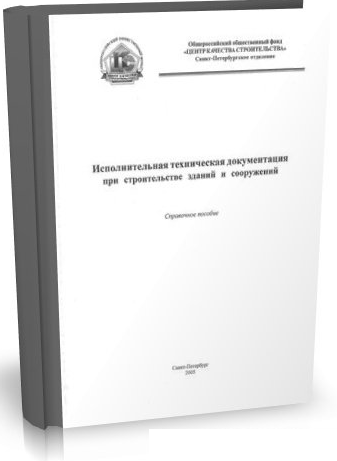 Общероссийский общественный фонд
«ЦЕНТР КАЧЕСТВА СТРОИТЕЛЬСТВА»
Санкт-Петербургское отделение
Исполнительная техническая документация
при строительстве зданий и сооружений
Справочное пособие
Санкт-Петербург